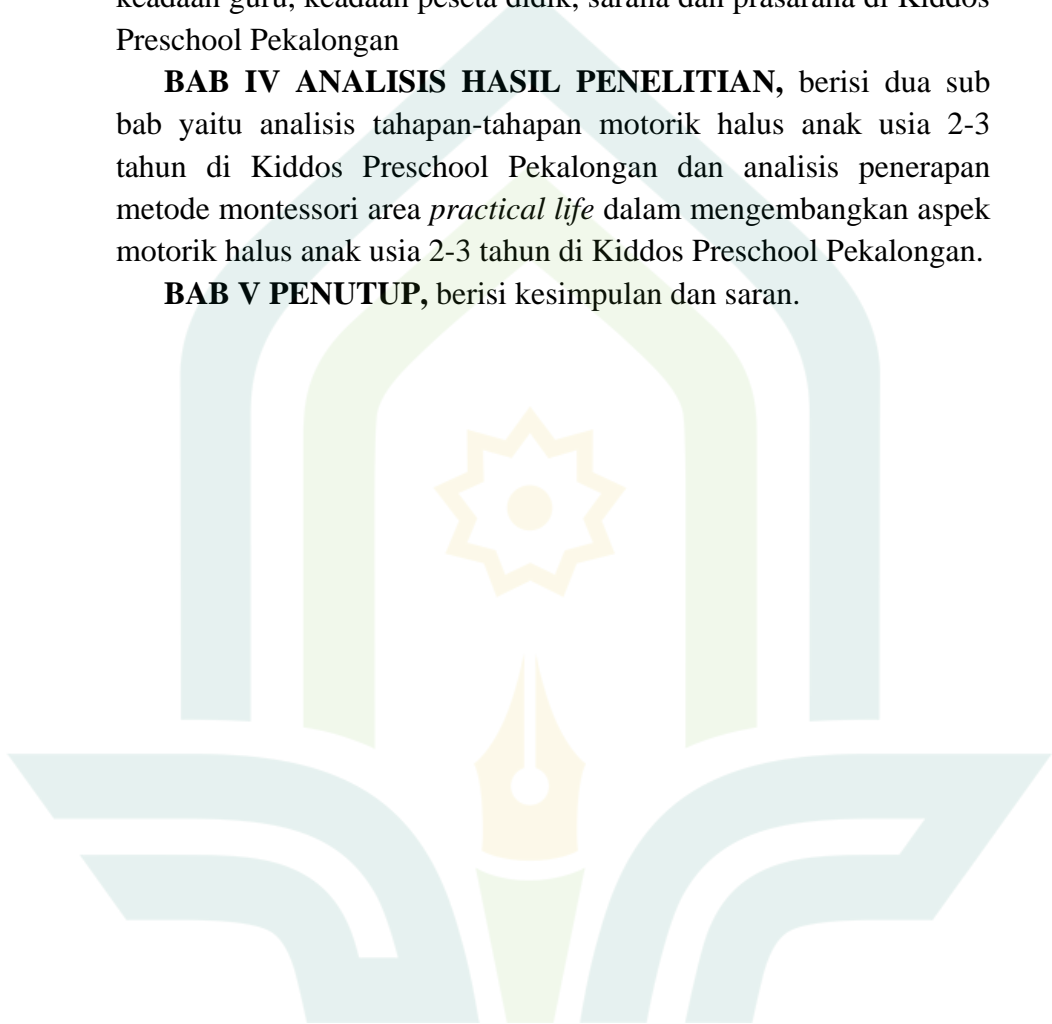 keadaan guru, keadaan peseta didik, sarana dan prasarana di Kiddos
Preschool Pekalongan
BAB IV ANALISIS HASIL PENELITIAN, berisi dua sub
bab yaitu analisis tahapan-tahapan motorik halus anak usia 2-3
tahun di Kiddos Preschool Pekalongan dan analisis penerapan
metode montessori area practical life dalam mengembangkan aspek
motorik halus anak usia 2-3 tahun di Kiddos Preschool Pekalongan.
BAB V PENUTUP, berisi kesimpulan dan saran.